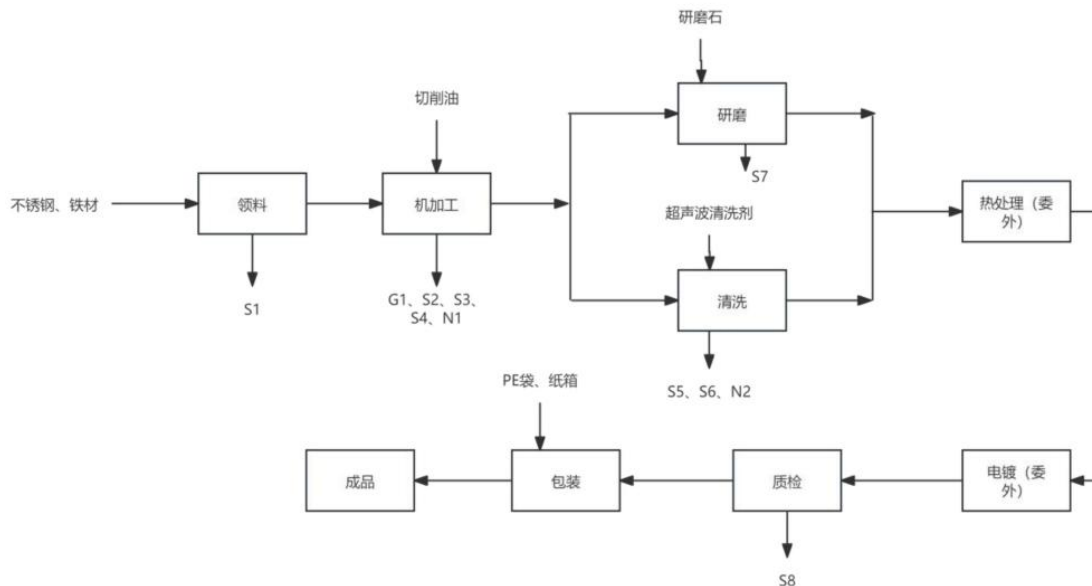 研磨石
切削油
研磨
S7
不锈钢、铁材
领料
机加工
超声波清洗剂
热处理（委
外）
清洗
S1
G1、S2、S3、
S4、N1
S5、S6、N2
PE袋、纸箱
成品
包装
质检
电镀（委
外）
S8